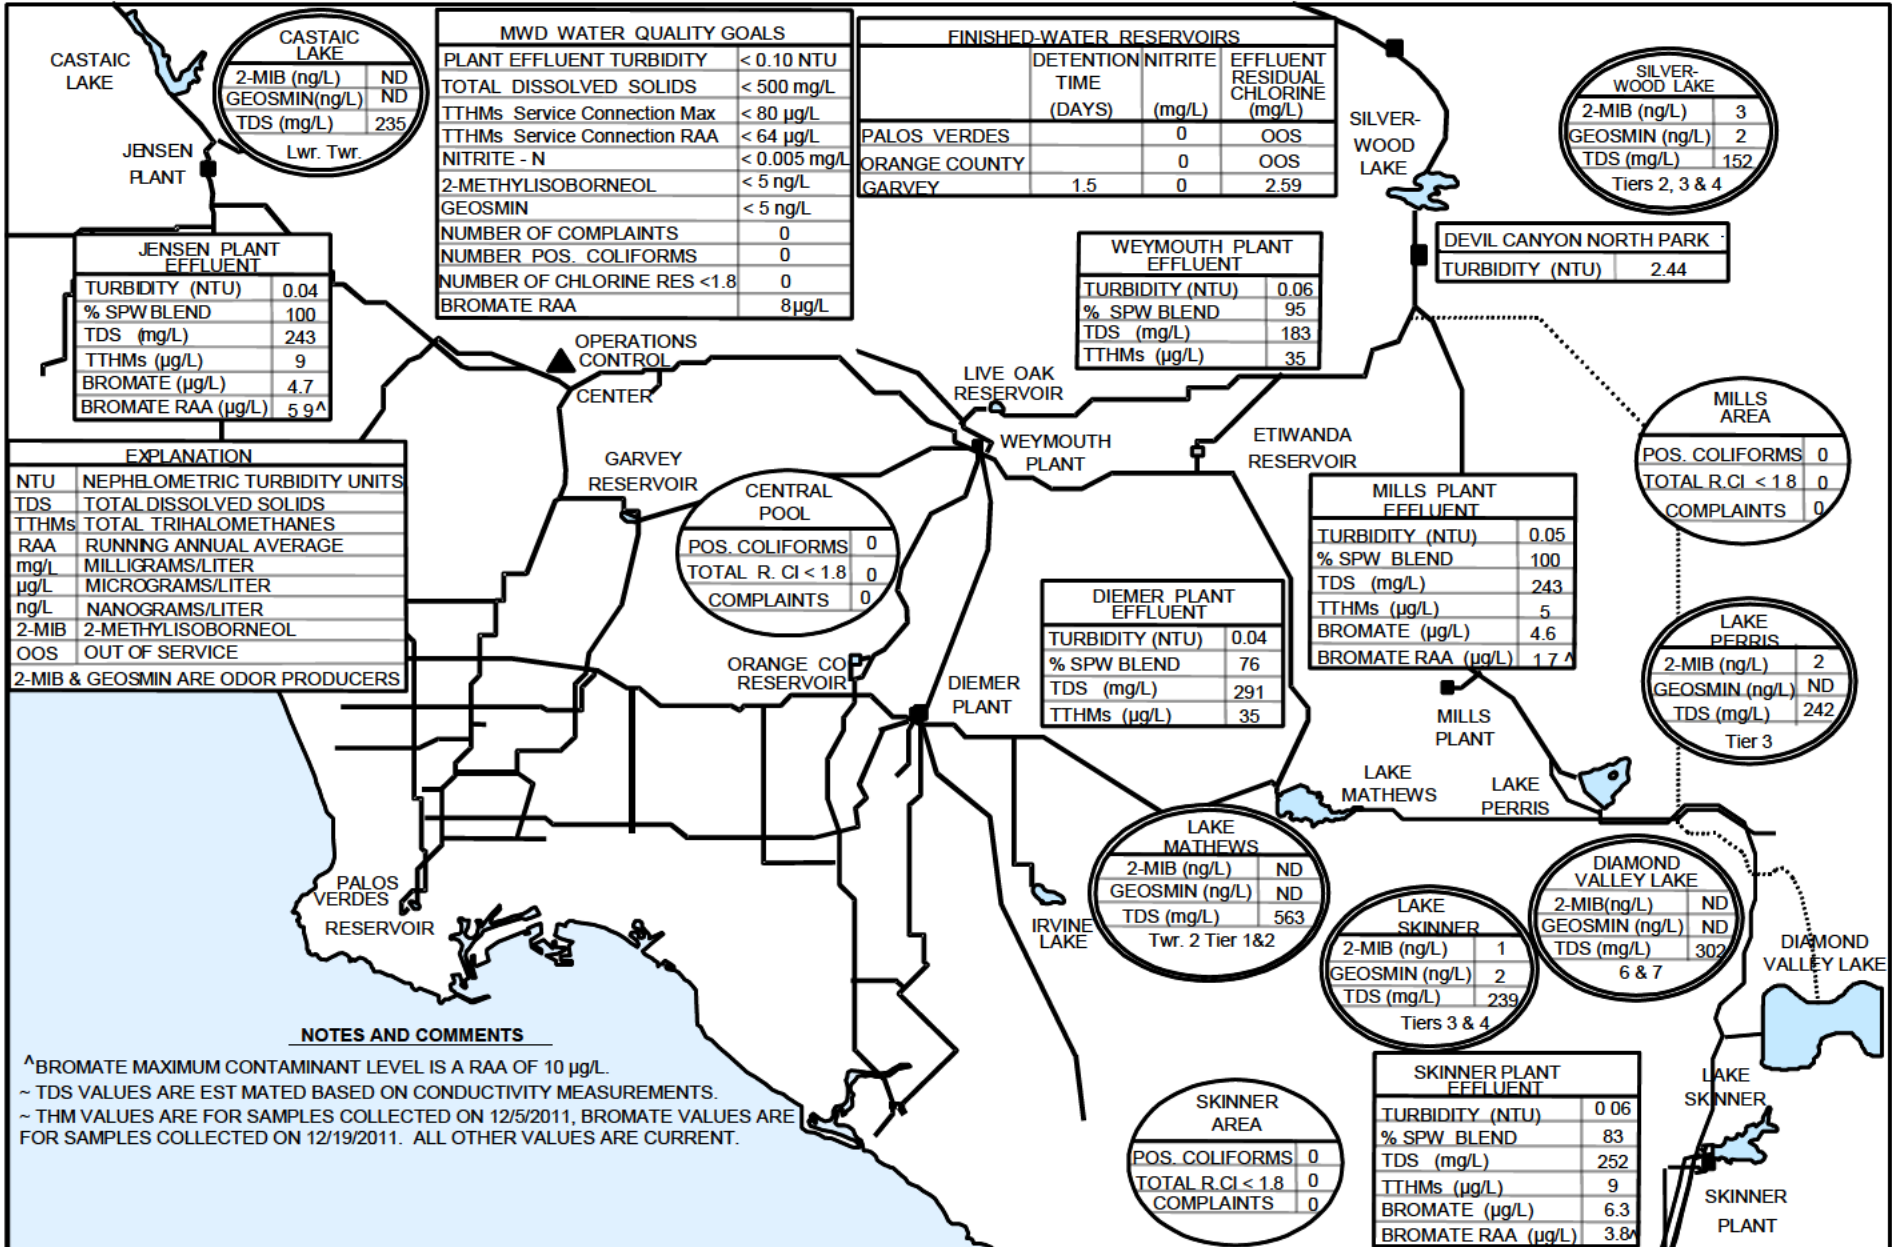 CASTAIC
LAKE
CASTAIC
LAKE
2-MIB (ng/L) ND
GEOSMIN(ng/L) ND
TDS (mg/L) 235
Lwr. Twr.
JENSEN
PLANT
MWD WATER QUALITY GOALS
PLANT EFFLUENT TURBIDITY < 0.10 NTU
TOTAL DISSOLVED SOLIDS < 500 mg/L
TTHMs Service Connection Max < 80 µg/L
TTHMs Service Connection RAA < 64 µg/L
NITRITE - N < 0.005 mg/L
2-METHYLISOBORNEOL < 5 ng/L
GEOSMIN < 5 ng/L
NUMBER OF COMPLAINTS 0
NUMBER POS. COLIFORMS 0
NUMBER OF CHLORINE RES <1.8 0
BROMATE RAA 8µg/L
FINISHED-WATER RESERVOIRS
DETENTION TIME (DAYS) NITRITE (mg/L) EFFLUENT RESIDUAL CHLORINE (mg/L)
PALOS VERDES 0 OOS
ORANGE COUNTY 0 OOS
GARVEY 1.5 0 2.59
SILVER-
WOOD
LAKE
SILVER-
WOOD LAKE
2-MIB (ng/L) 3
GEOSMIN (ng/L) 2
TDS (mg/L) 152
Tiers 2, 3 & 4
DEVIL CANYON NORTH PARK
TURBIDITY (NTU) 2.44
JENSEN PLANT
EFFLUENT
TURBIDITY (NTU) 0.04
% SPW BLEND 100
TDS (mg/L) 243
TTHMs (µg/L) 9
BROMATE (µg/L) 4.7
BROMATE RAA (µg/L) 5 9^
WEYMOUTH PLANT
EFFLUENT
TURBIDITY (NTU) 0.06
% SPW BLEND 95
TDS (mg/L) 183
TTHMs (µg/L) 35
OPERATIONS
CONTROL
CENTER
LIVE OAK
RESERVOIR
WEYMOUTH
PLANT
ETIWANDA
RESERVOIR
GARVEY
RESERVOIR
MILLS
AREA
POS. COLIFORMS 0
TOTAL R.Cl < 1 8 0
COMPLAINTS 0
EXPLANATION
NTU NEPHELOMETRIC TURBIDITY UNITS
TDS TOTAL DISSOLVED SOLIDS
TTHMs TOTAL TRIHALOMETHANES
RAA RUNNING ANNUAL AVERAGE
mg/L MILLIGRAMS/LITER
µg/L MICROGRAMS/LITER
ng/L NANOGRAMS/LITER
2-MIB 2-METHYLISOBORNEOL
OOS OUT OF SERVICE
2-MIB & GEOSMIN ARE ODOR PRODUCERS
CENTRAL
POOL
POS. COLIFORMS 0
TOTAL R. Cl < 1.8 0
COMPLAINTS 0
MILLS PLANT
EFFLUENT
TURBIDITY (NTU) 0.05
% SPW BLEND 100
TDS (mg/L) 243
TTHMs (µg/L) 5
BROMATE (µg/L) 4.6
BROMATE RAA (µg/L) 1 7 ^
DIEMER PLANT
EFFLUENT
TURBIDITY (NTU) 0.04
% SPW BLEND 76
TDS (mg/L) 291
TTHMs (µg/L) 35
LAKE
PERRIS
2-MIB (ng/L) 2
GEOSMIN (ng/L) ND
TDS (mg/L) 242
Tier 3
ORANGE CO
RESERVOIR
DIEMER
PLANT
MILLS
PLANT
LAKE
MATHEWS
LAKE
PERRIS
LAKE
MATHEWS
2-MIB (ng/L) ND
GEOSMIN (ng/L) ND
TDS (mg/L) 563
Twr. 2 Tier 1&2
DIAMOND
VALLEY LAKE
2-MIB(ng/L) ND
GEOSMIN (ng/L) ND
TDS (mg/L) 302
6 & 7
LAKE
SKINNER
2-MIB (ng/L) 1
GEOSMIN (ng/L) 2
TDS (mg/L) 239
Tiers 3 & 4
PALOS
VERDES
RESERVOIR
IRVINE
LAKE
DIAMOND
VALLEY LAKE
NOTES AND COMMENTS
^BROMATE MAXIMUM CONTAMINANT LEVEL IS A RAA OF 10 µg/L.
~ TDS VALUES ARE EST MATED BASED ON CONDUCTIVITY MEASUREMENTS.
~ THM VALUES ARE FOR SAMPLES COLLECTED ON 12/5/2011, BROMATE VALUES ARE
FOR SAMPLES COLLECTED ON 12/19/2011. ALL OTHER VALUES ARE CURRENT.
SKINNER
AREA
POS. COLIFORMS 0
TOTAL R.Cl < 1.8 0
COMPLAINTS 0
SKINNER PLANT
EFFLUENT
TURBIDITY (NTU) 0 06
% SPW BLEND 83
TDS (mg/L) 252
TTHMs (µg/L) 9
BROMATE (µg/L) 6.3
BROMATE RAA (µg/L) 3.8^
LAKE
SKINNER
SKINNER
PLANT